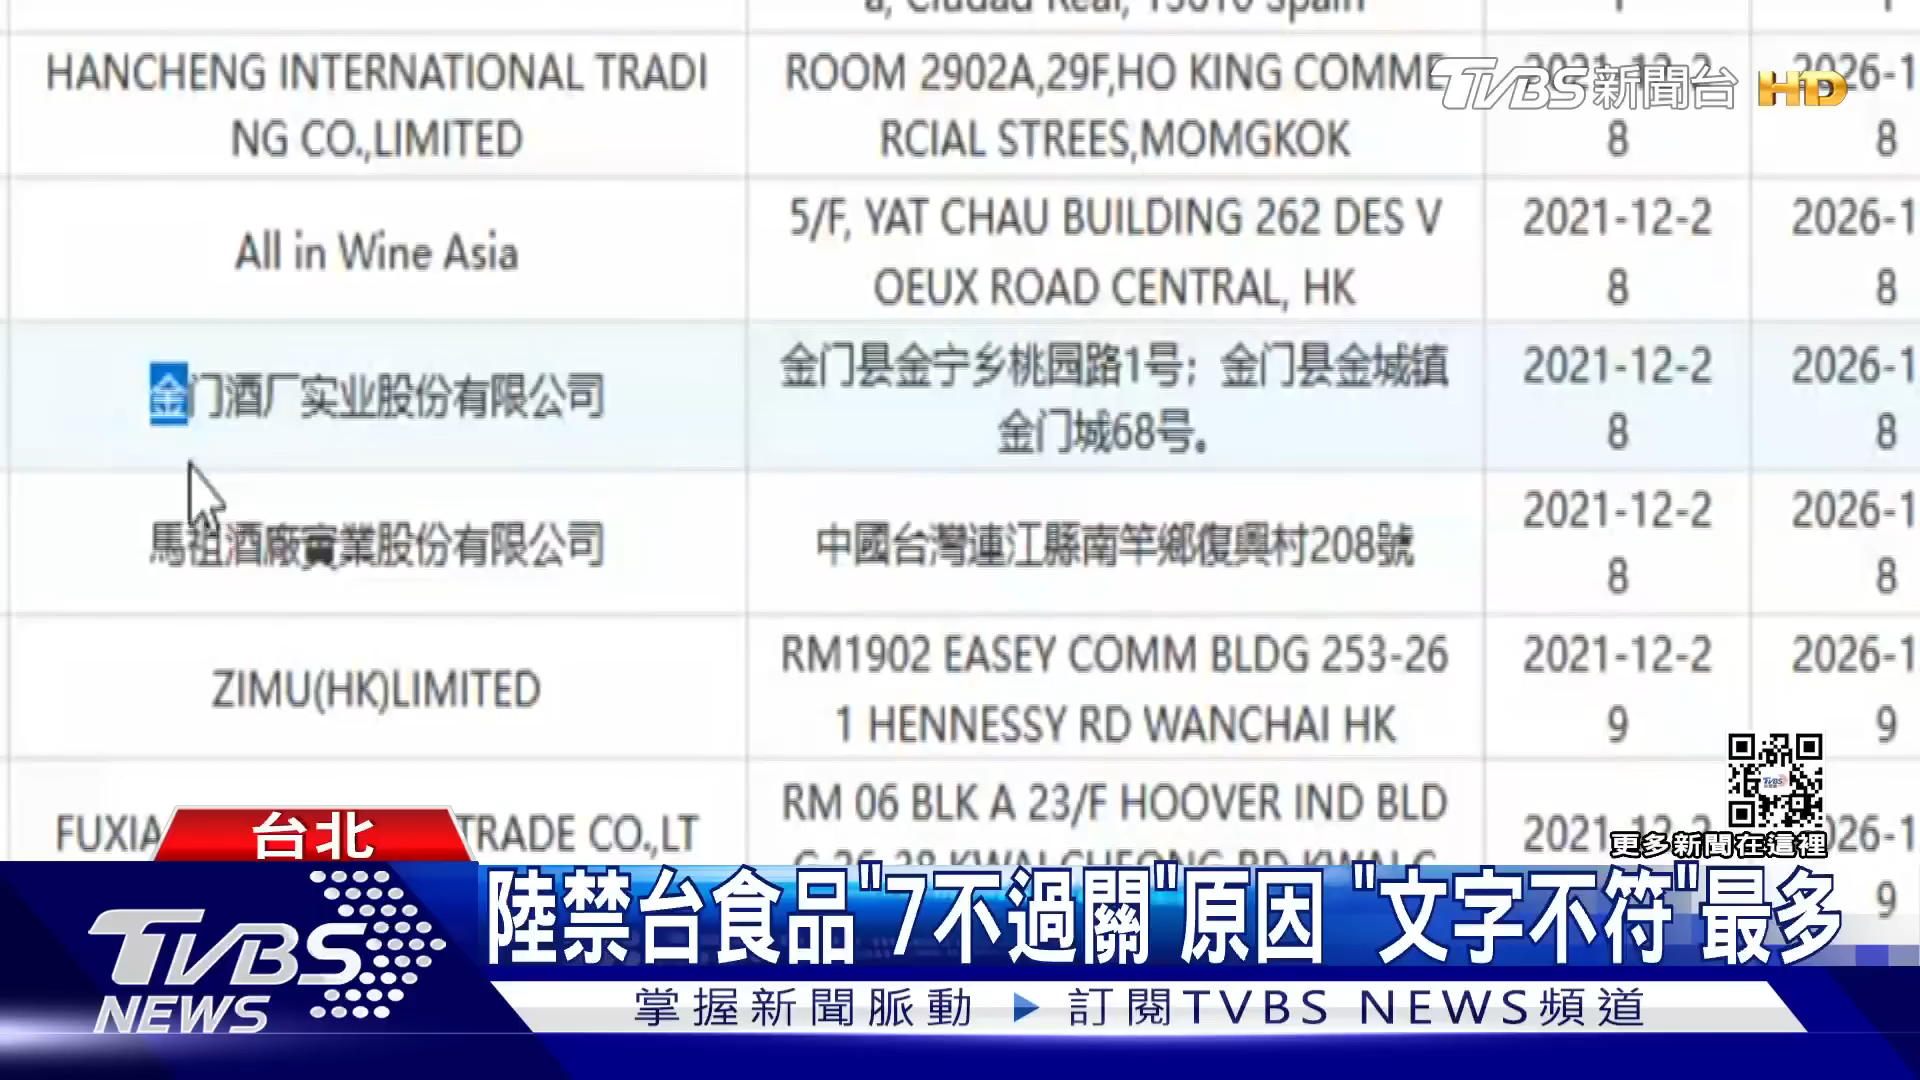 HANCHENG INTERNATIONAL TRADI
NG CO.,LIMITED
ROOM 2902A,29F,HO KING COMME
RCIAL STREES,MOMGKOK
8
8
TVBS新聞台 HD
All in Wine Asia
5/F, YAT CHAU BUILDING 262 DES V
OEUX ROAD CENTRAL, HK
2021-12-2
8
2026-1
8
金门酒厂实业股份有限公司
金门县金宁乡桃园路1号；金门县金城镇
金门城68号。
2021-12-2
8
2026-1
8
馬祖酒廠實業股份有限公司
中國台灣連江縣南竿鄉復興村208號
2021-12-2
8
2026-1
8
ZIMU(HK)LIMITED
RM1902 EASEY COMM BLDG 253-26
1 HENNESSY RD WANCHAI HK
2021-12-2
9
2026-1
9
TRADE CO.,LT
RM 06 BLK A 23/F HOOVER IND BLD
9
更多新聞在這裡
台北
陸禁台食品"7不過關"原因 "文字不符"最多
TVBS
NEWS
掌握新聞脈動 ▶ 訂閱TVBS NEWS頻道